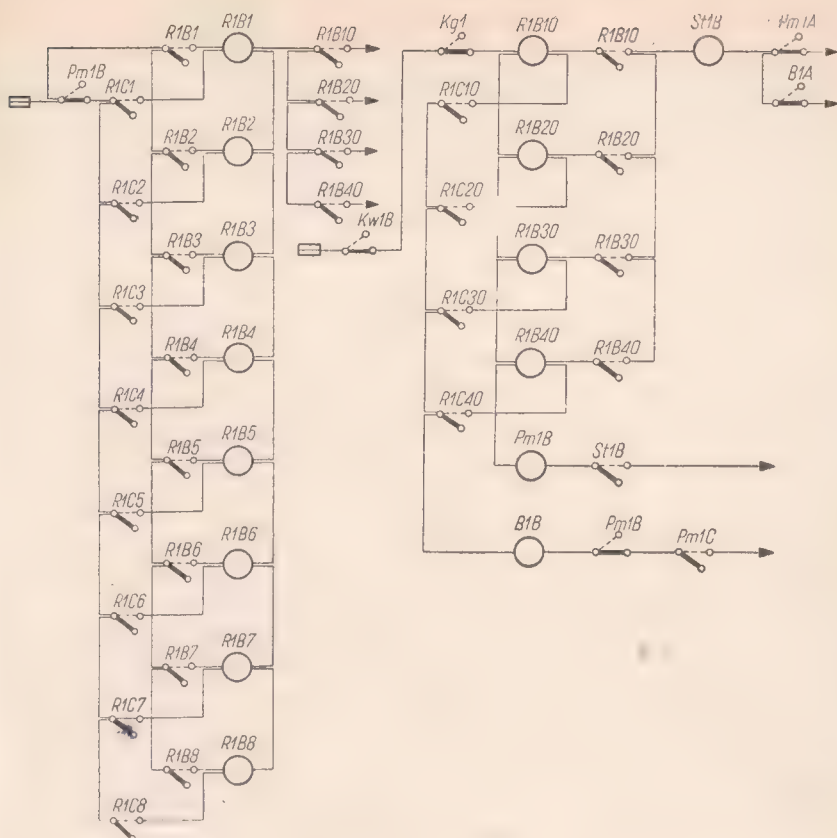 R1B1 R1B1 R1B10
Pm1B R1C1 R1B20
R1B2 R1B2 R1B30
R1C2 R1B40
R1B3 R1B3 Kw1B
R1C3
R1B4 R1B4
R1C4
R1B5 R1B5
R1C5
R1B6 R1B6
R1C6
R1B7 R1B7
R1C7
R1B8 R1B8
R1C8
Kg1 R1B10 R1B10 St1B Pm1A
R1C10 B1A
R1B20 R1B20
R1C20
R1B30 R1B30
R1C30
R1B40 R1B40
R1C40
Pm1B St1B
B1B Pm1B Pm1C